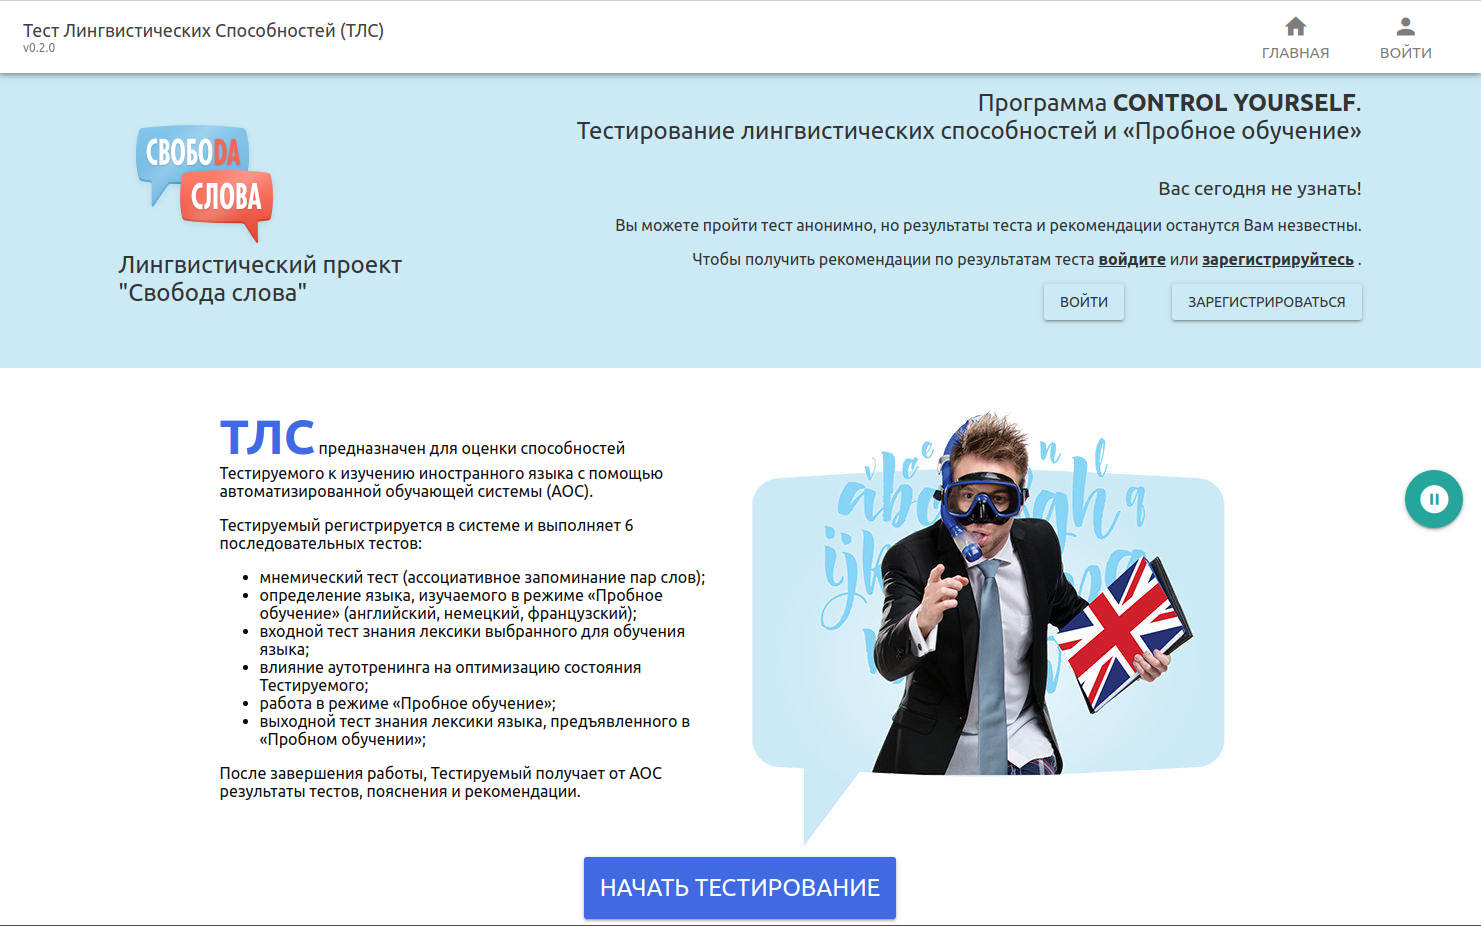 Тест Лингвистических Способностей (ТЛС)
v0.2.0
ГЛАВНАЯ
ВОЙТИ
СВОБОDА
СЛОВА
Лингвистический проект
"Свобода слова"
Программа CONTROL YOURSELF.
Тестирование лингвистических способностей и «Пробное обучение»
Вас сегодня не узнать!
Вы можете пройти тест анонимно, но результаты теста и рекомендации останутся Вам незвестны.
Чтобы получить рекомендации по результатам теста войдите или зарегистрируйтесь .
ВОЙТИ
ЗАРЕГИСТРИРОВАТЬСЯ
ТЛС предназначен для оценки способностей
Тестируемого к изучению иностранного языка с помощью
автоматизированной обучающей системы (АОС).
Тестируемый регистрируется в системе и выполняет 6
последовательных тестов:
мнемический тест (ассоциативное запоминание пар слов);
определение языка, изучаемого в режиме «Пробное
обучение» (английский, немецкий, французский);
входной тест знания лексики выбранного для обучения
языка;
влияние аутотренинга на оптимизацию состояния
Тестируемого;
работа в режиме «Пробное обучение»;
выходной тест знания лексики языка, предъявленного в
«Пробном обучении»;
После завершения работы, Тестируемый получает от АОС
результаты тестов, пояснения и рекомендации.
НАЧАТЬ ТЕСТИРОВАНИЕ